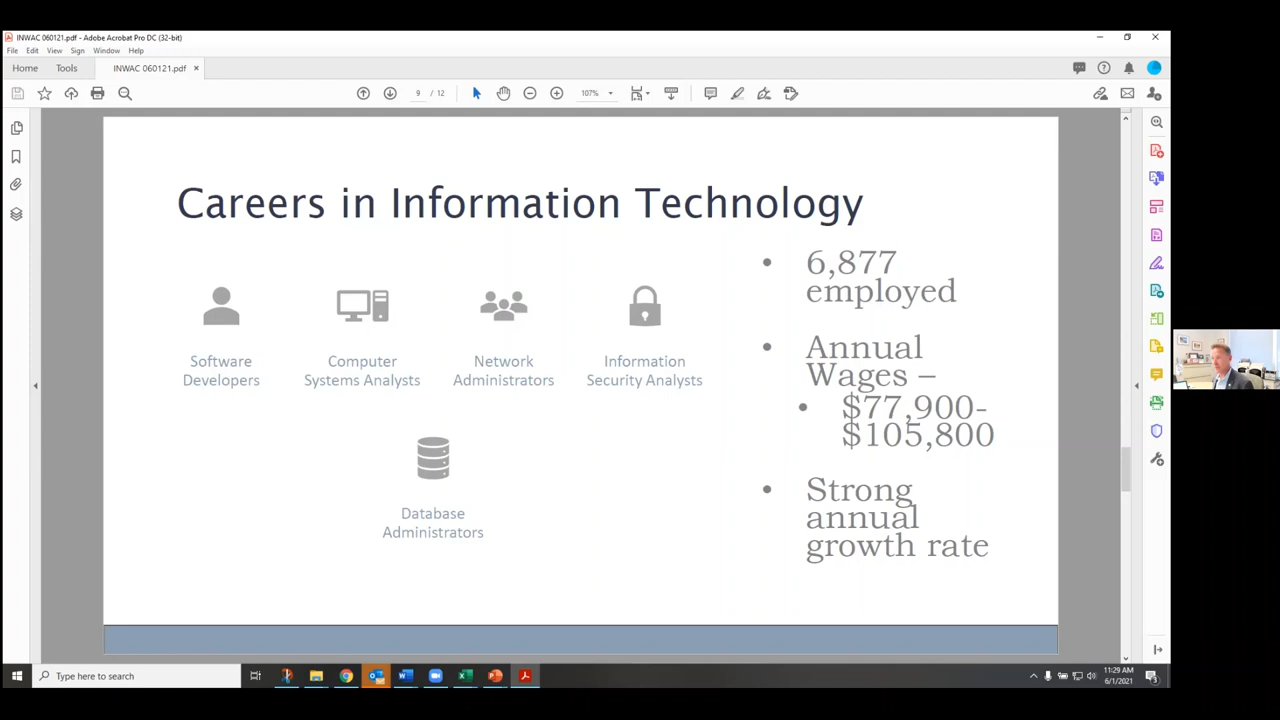 INWAC 060121.pdf - Adobe Acrobat Pro DC (32-bit)
File Edit View Sign Window Help
Home Tools INWAC 060121.pdf ×
9 / 12 107%
Careers in Information Technology
Software
Developers
Computer
Systems Analysts
Network
Administrators
Information
Security Analysts
Database
Administrators
• 6,877
employed
• Annual
Wages –
• $77,900-
$105,800
• Strong
annual
growth rate
Type here to search
11:29 AM
6/1/2021